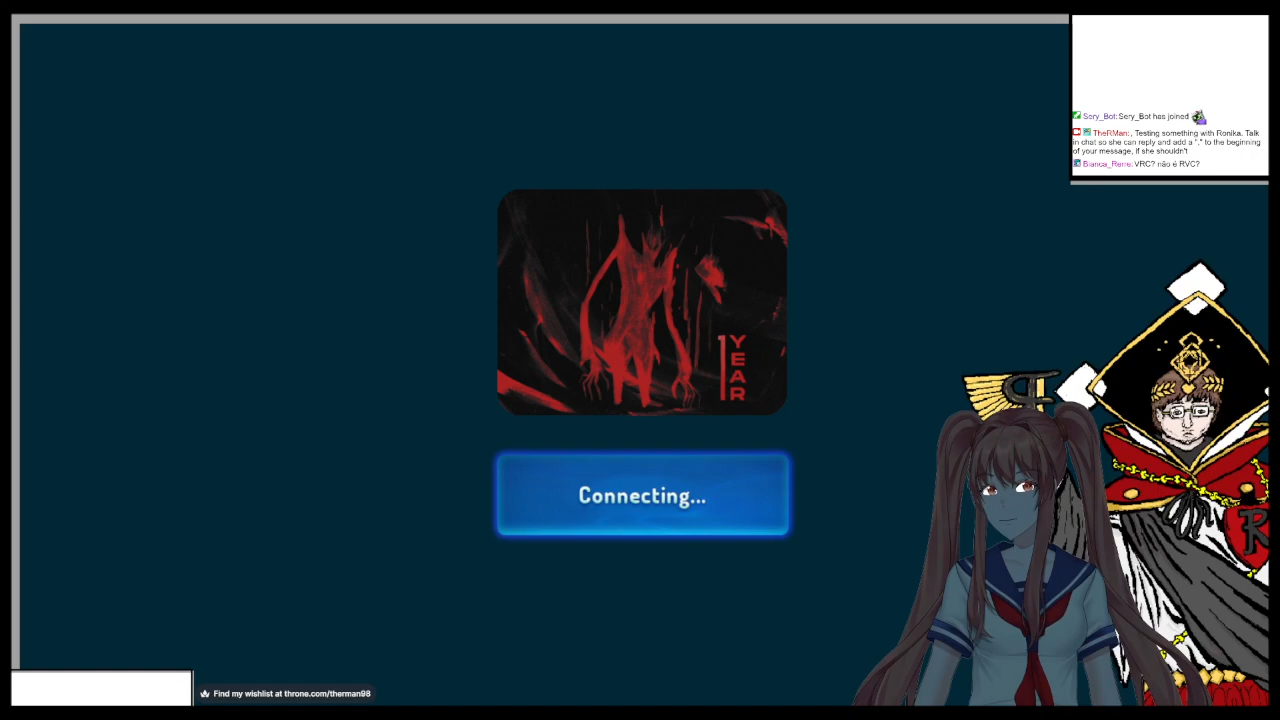 Sery_Bot: Sery_Bot has joined
TheRMan:, Testing something with Ronika. Talk
in chat so she can reply and add a "," to the beginning
of your message, if she shouldn't
Bianca_Rerre: VRC? não é RVC?
1 YEAR
Connecting...
R
Find my wishlist at throne.com/therman98